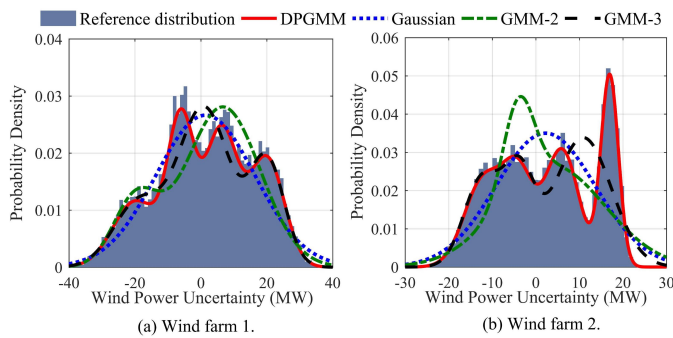 Reference distribution DPGMM Gaussian GMM-2 GMM-3
0.04
0.03
0.02
0.01
0
Probability Density
-40 -20 0 20 40
Wind Power Uncertainty (MW)
(a) Wind farm 1.
0.06
0.05
0.04
0.03
0.02
0.01
0
Probability Density
-30 -20 -10 0 10 20 30
Wind Power Uncertainty (MW)
(b) Wind farm 2.